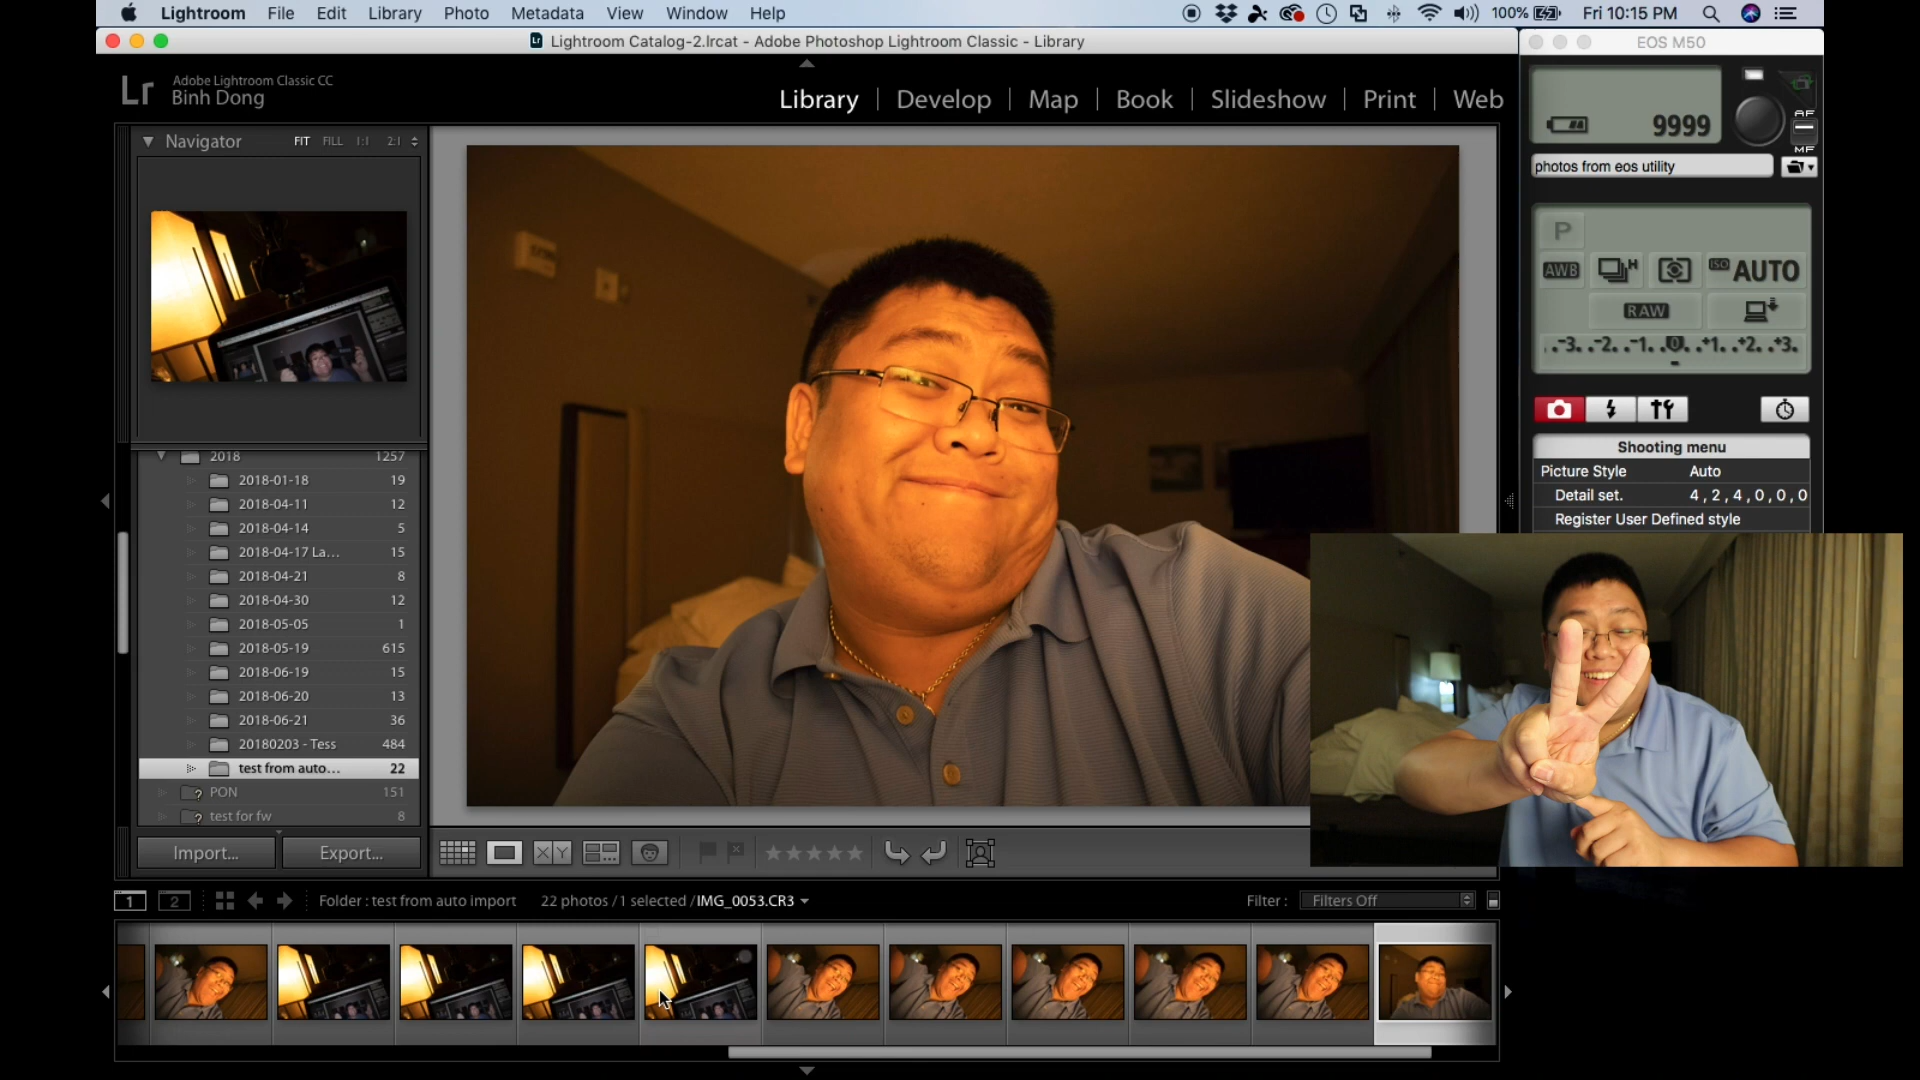 Lightroom File Edit Library Photo Metadata View Window Help 100% Fri 10:15 PM
Lr Lightroom Catalog-2.lrcat - Adobe Photoshop Lightroom Classic - Library
EOS M50
Lr Adobe Lightroom Classic CC
Binh Dong
Library Develop Map Book Slideshow Print Web
Navigator FIT FILL 1:1 2:1
2018 1257
2018-01-18 19
2018-04-11 12
2018-04-14 5
2018-04-17 La... 15
2018-04-21 8
2018-04-30 12
2018-05-05 1
2018-05-19 615
2018-06-19 15
2018-06-20 13
2018-06-21 36
20180203 - Tess 484
test from auto... 22
PON 151
test for fw 8
Import... Export...
XY
1 2 Folder : test from auto import 22 photos / 1 selected / IMG_0053.CR3 Filter : Filters Off
9999
AF
MF
photos from eos utility
P
AWB H ISO AUTO
RAW
.-3. .-2. .-1. .0. .+1. .+2. .+3.
Shooting menu
Picture Style Auto
Detail set. 4 , 2 , 4 , 0 , 0 , 0
Register User Defined style